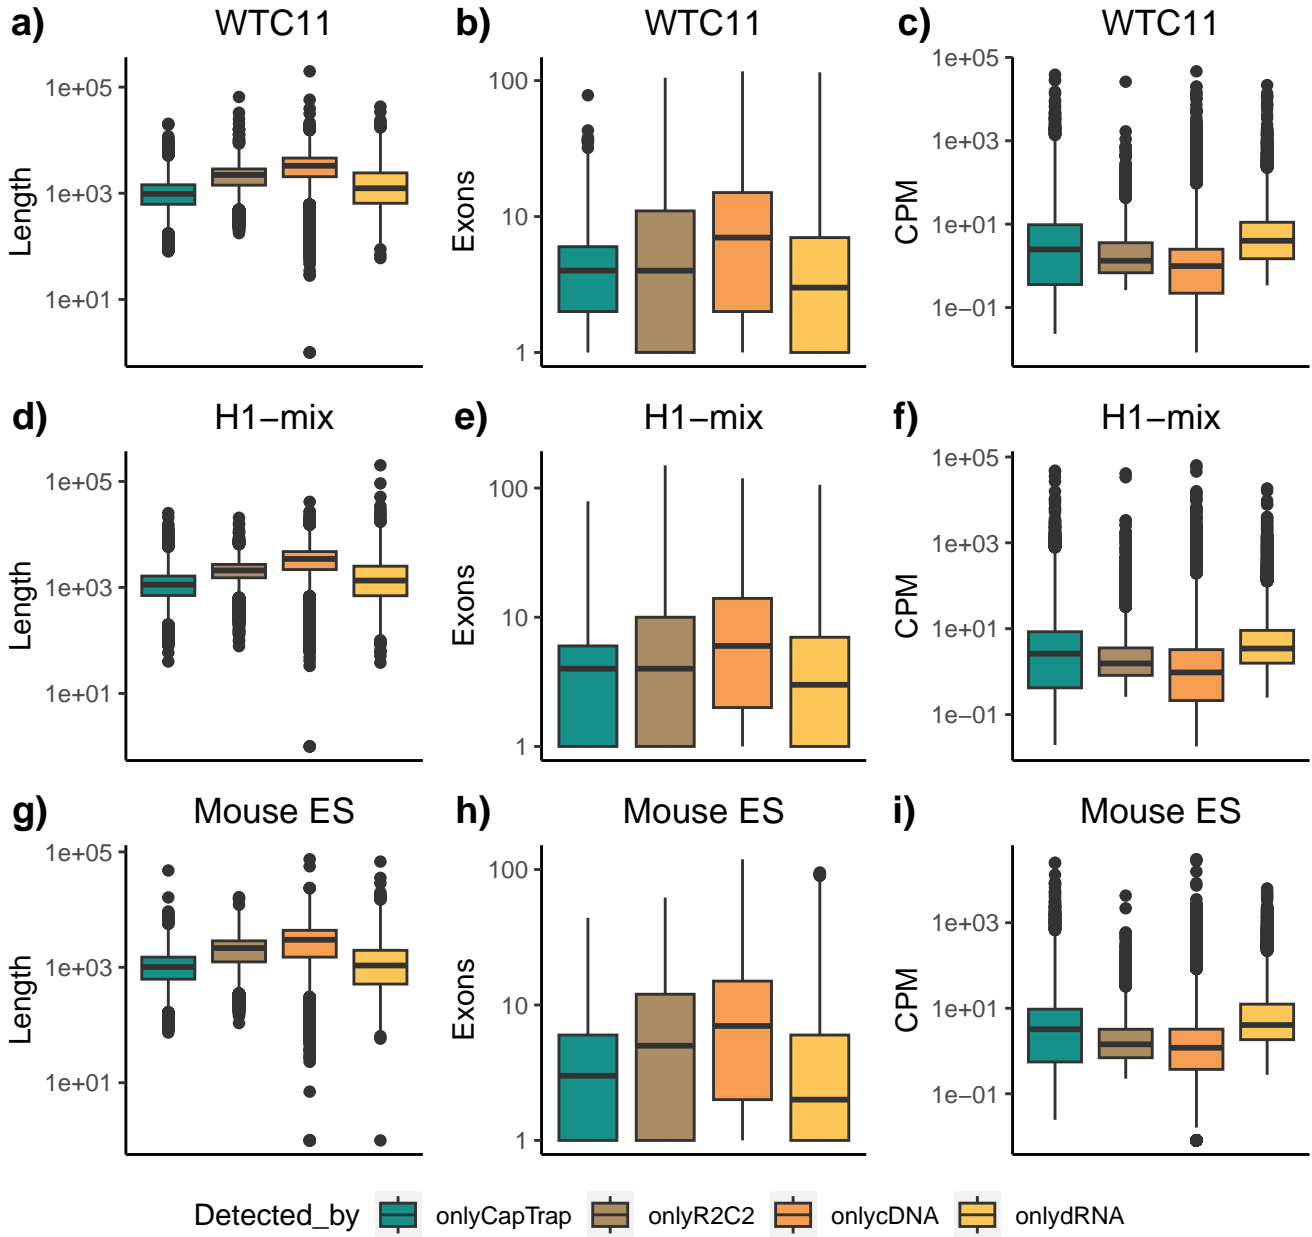 a) WTC11
Length
1e+05
1e+03
1e+01
b) WTC11
Exons
100
10
1
c) WTC11
CPM
1e+05
1e+03
1e+01
1e−01
d) H1−mix
Length
1e+05
1e+03
1e+01
e) H1−mix
Exons
100
10
1
f) H1−mix
CPM
1e+05
1e+03
1e+01
1e−01
g) Mouse ES
Length
1e+05
1e+03
1e+01
h) Mouse ES
Exons
100
10
1
i) Mouse ES
CPM
1e+03
1e+01
1e−01
Detected_by onlyCapTrap onlyR2C2 onlycDNA onlydRNA